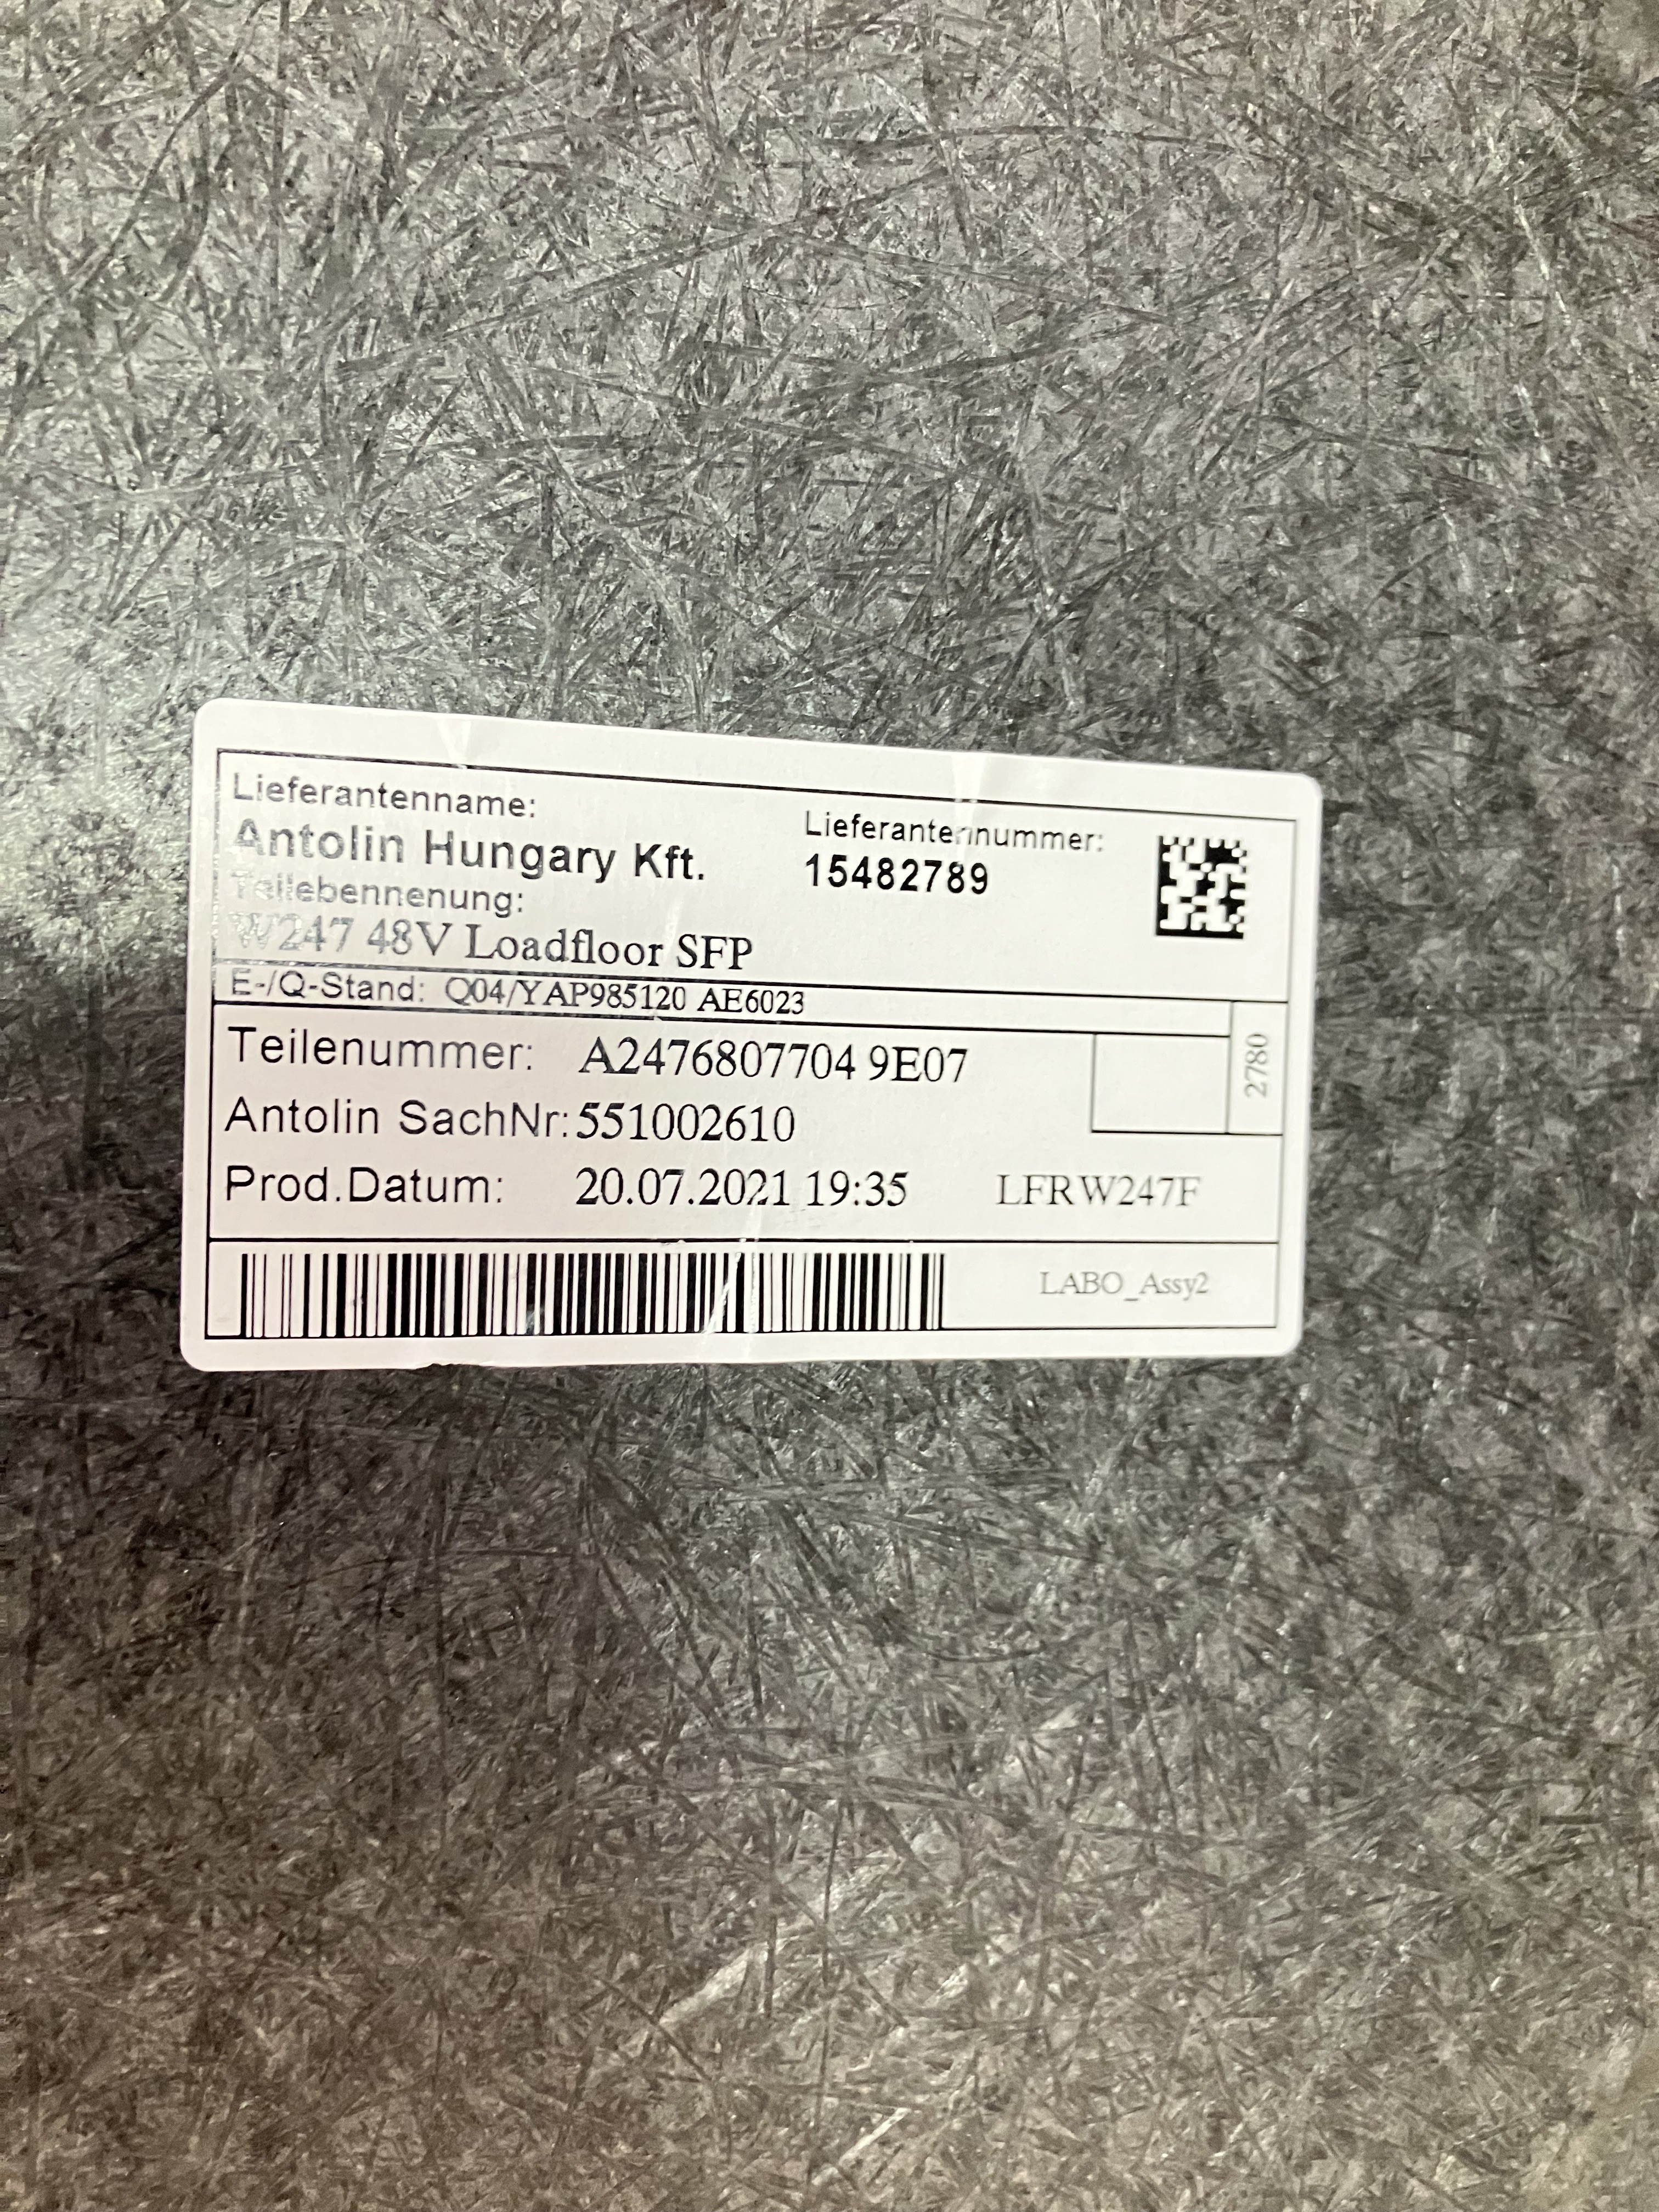 Lieferantenname:
Antolin Hungary Kft.
Lieferantennummer:
15482789
Teilebennenung:
W247 48V Loadfloor SFP
E-/Q-Stand: Q04/YAP985120 AE6023
2780
Teilenummer: A2476807704 9E07
Antolin SachNr: 551002610
Prod.Datum: 20.07.2021 19:35 LFRW247F
LABO_Assy2